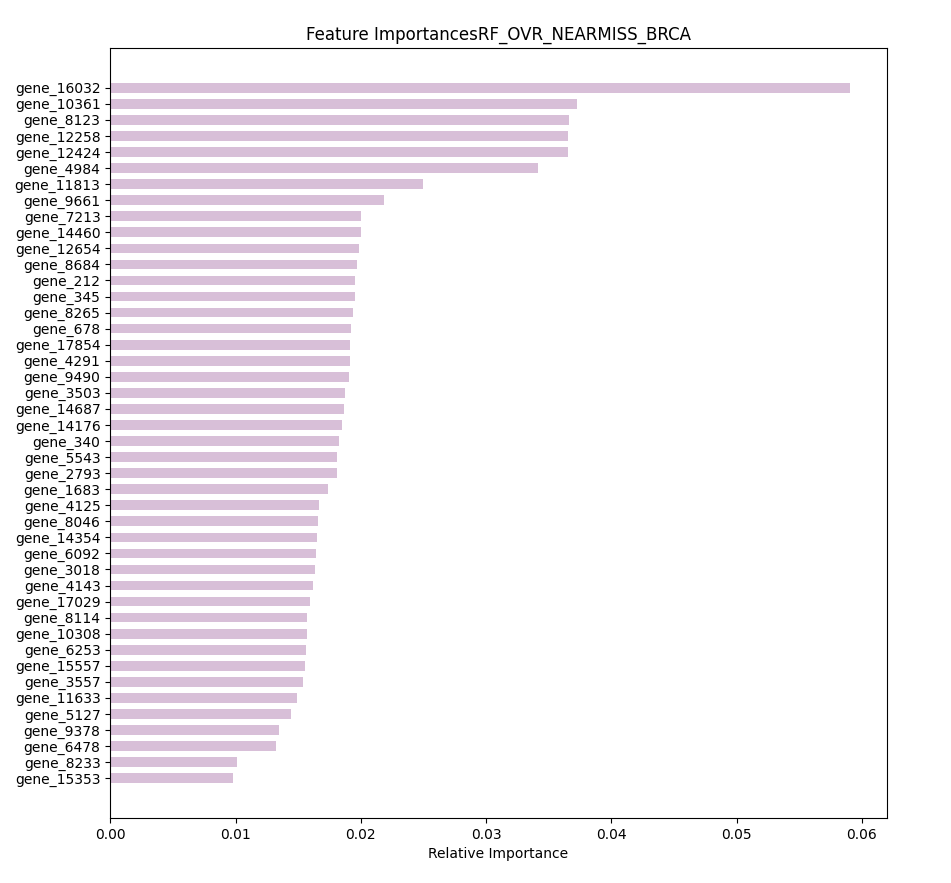 Feature ImportancesRF_OVR_NEARMISS_BRCA
gene_16032
gene_10361
gene_8123
gene_12258
gene_12424
gene_4984
gene_11813
gene_9661
gene_7213
gene_14460
gene_12654
gene_8684
gene_212
gene_345
gene_8265
gene_678
gene_17854
gene_4291
gene_9490
gene_3503
gene_14687
gene_14176
gene_340
gene_5543
gene_2793
gene_1683
gene_4125
gene_8046
gene_14354
gene_6092
gene_3018
gene_4143
gene_17029
gene_8114
gene_10308
gene_6253
gene_15557
gene_3557
gene_11633
gene_5127
gene_9378
gene_6478
gene_8233
gene_15353
0.00 0.01 0.02 0.03 0.04 0.05 0.06
Relative Importance